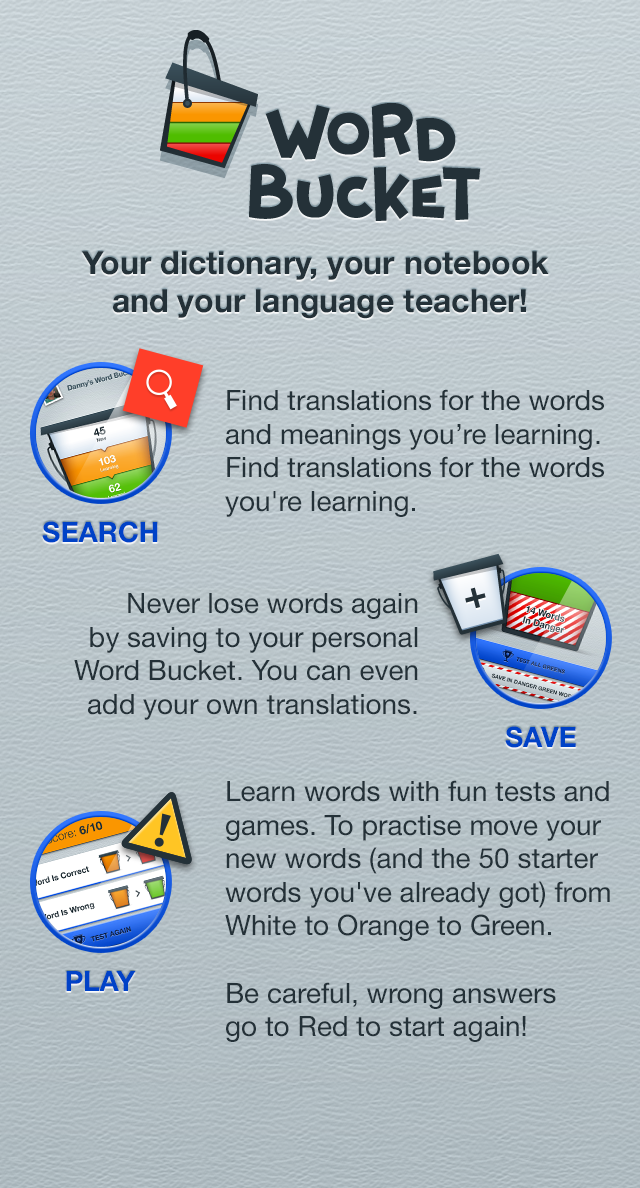 WORD
BUCKET
Your dictionary, your notebook
and your language teacher!
Danny's Word Buc
45
New
103
Learning
62
SEARCH
Find translations for the words
and meanings you’re learning.
Find translations for the words
you're learning.
Never lose words again
by saving to your personal
Word Bucket. You can even
add your own translations.
+
14 Words
In Danger
TEST ALL GREENS
SAVE IN DANGER GREEN WOR
SAVE
core: 6/10
ord Is Correct
>
ord Is Wrong
>
TEST AGAIN
!
PLAY
Learn words with fun tests and
games. To practise move your
new words (and the 50 starter
words you've already got) from
White to Orange to Green.
Be careful, wrong answers
go to Red to start again!